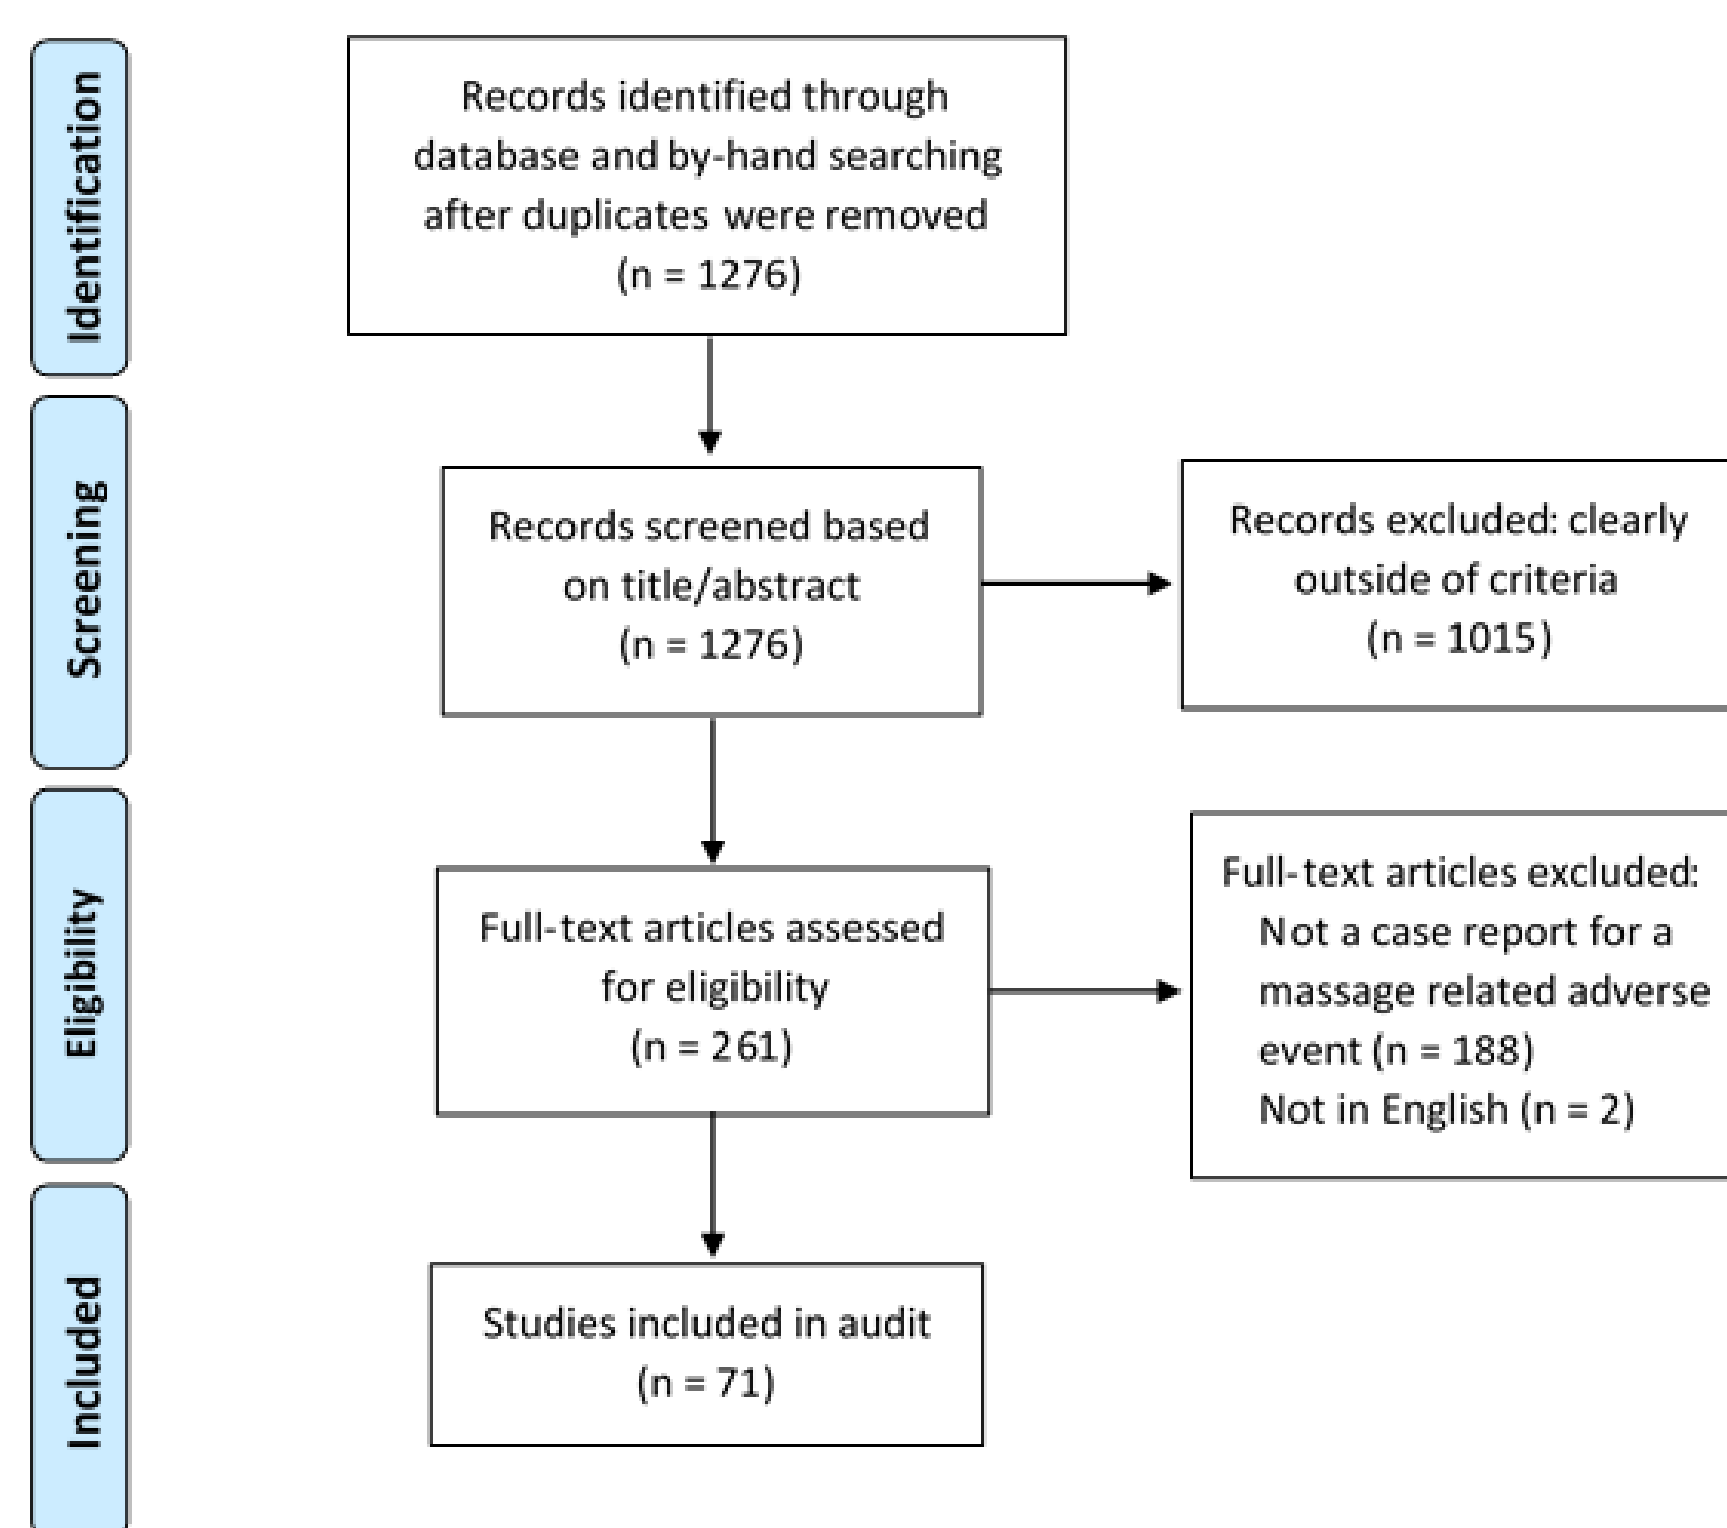 Identification
Records identified through
database and by-hand searching
after duplicates were removed
(n = 1276)
Screening
Records screened based
on title/abstract
(n = 1276)
Records excluded: clearly
outside of criteria
(n = 1015)
Eligibility
Full-text articles assessed
for eligibility
(n = 261)
Full-text articles excluded:
Not a case report for a
massage related adverse
event (n = 188)
Not in English (n = 2)
Included
Studies included in audit
(n = 71)